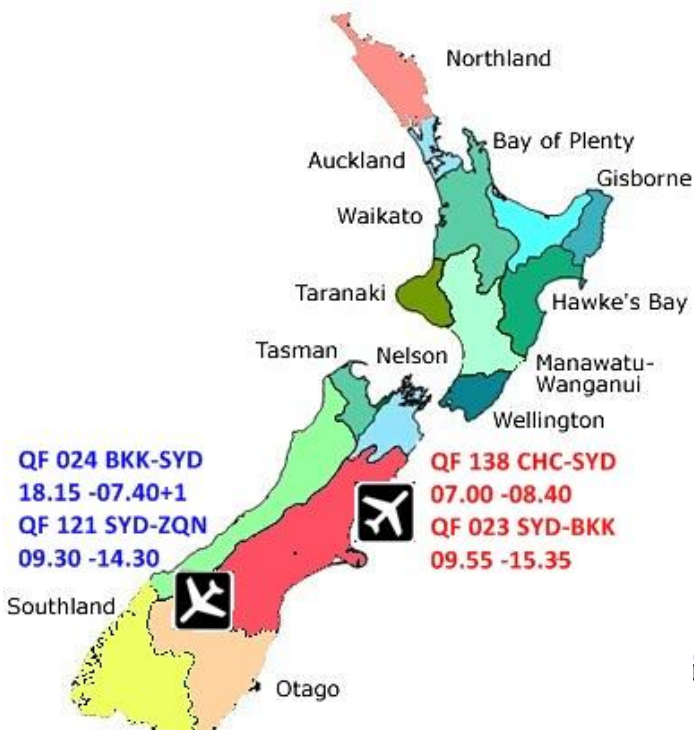 Northland
Bay of Plenty
Auckland
Gisborne
Waikato
Taranaki
Hawke's Bay
Tasman
Nelson
Manawatu-
Wanganui
Wellington
QF 024 BKK-SYD
18.15 -07.40+1
QF 121 SYD-ZQN
09.30 -14.30
QF 138 CHC-SYD
07.00 -08.40
QF 023 SYD-BKK
09.55 -15.35
Southland
Otago